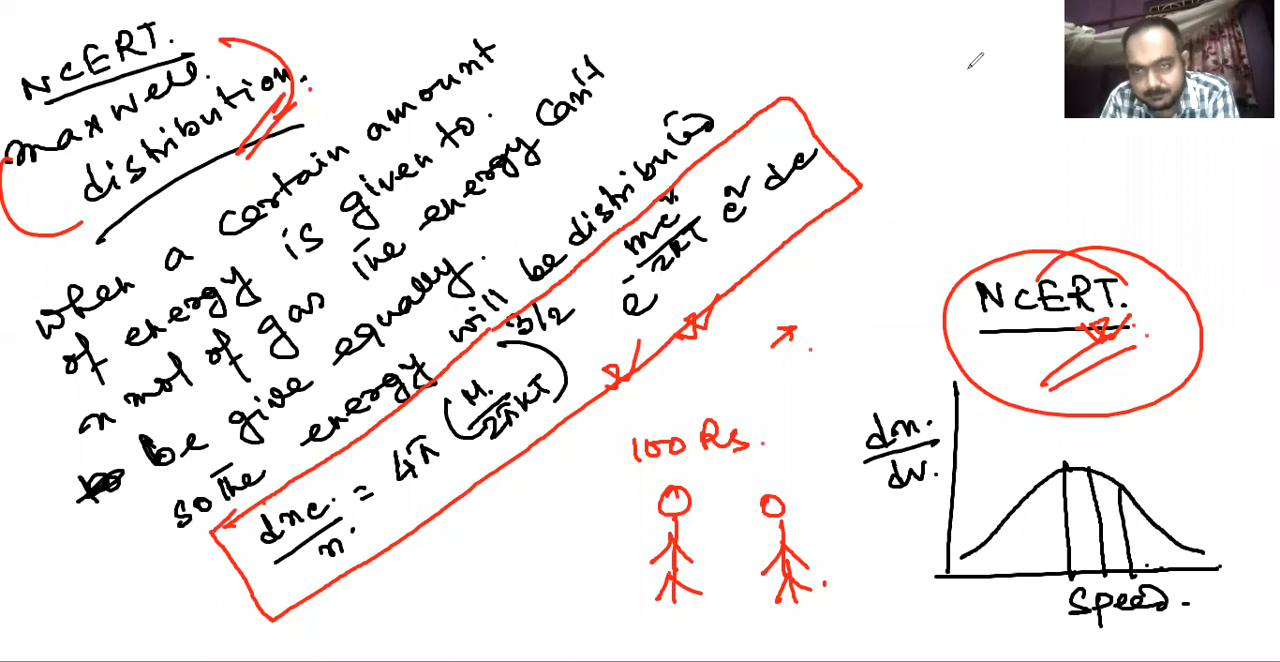 NCERT.
maxwell.
distribution.
when a certain amount
of energy is given to.
n mol of gas the energy can't
be give equally.
so the energy will be distributed
dnc/n. = 4π (M./2πKT)^3/2 e^-mc²/2KT c² dc
100 Rs.
NCERT.
dn./dv.
Speed.